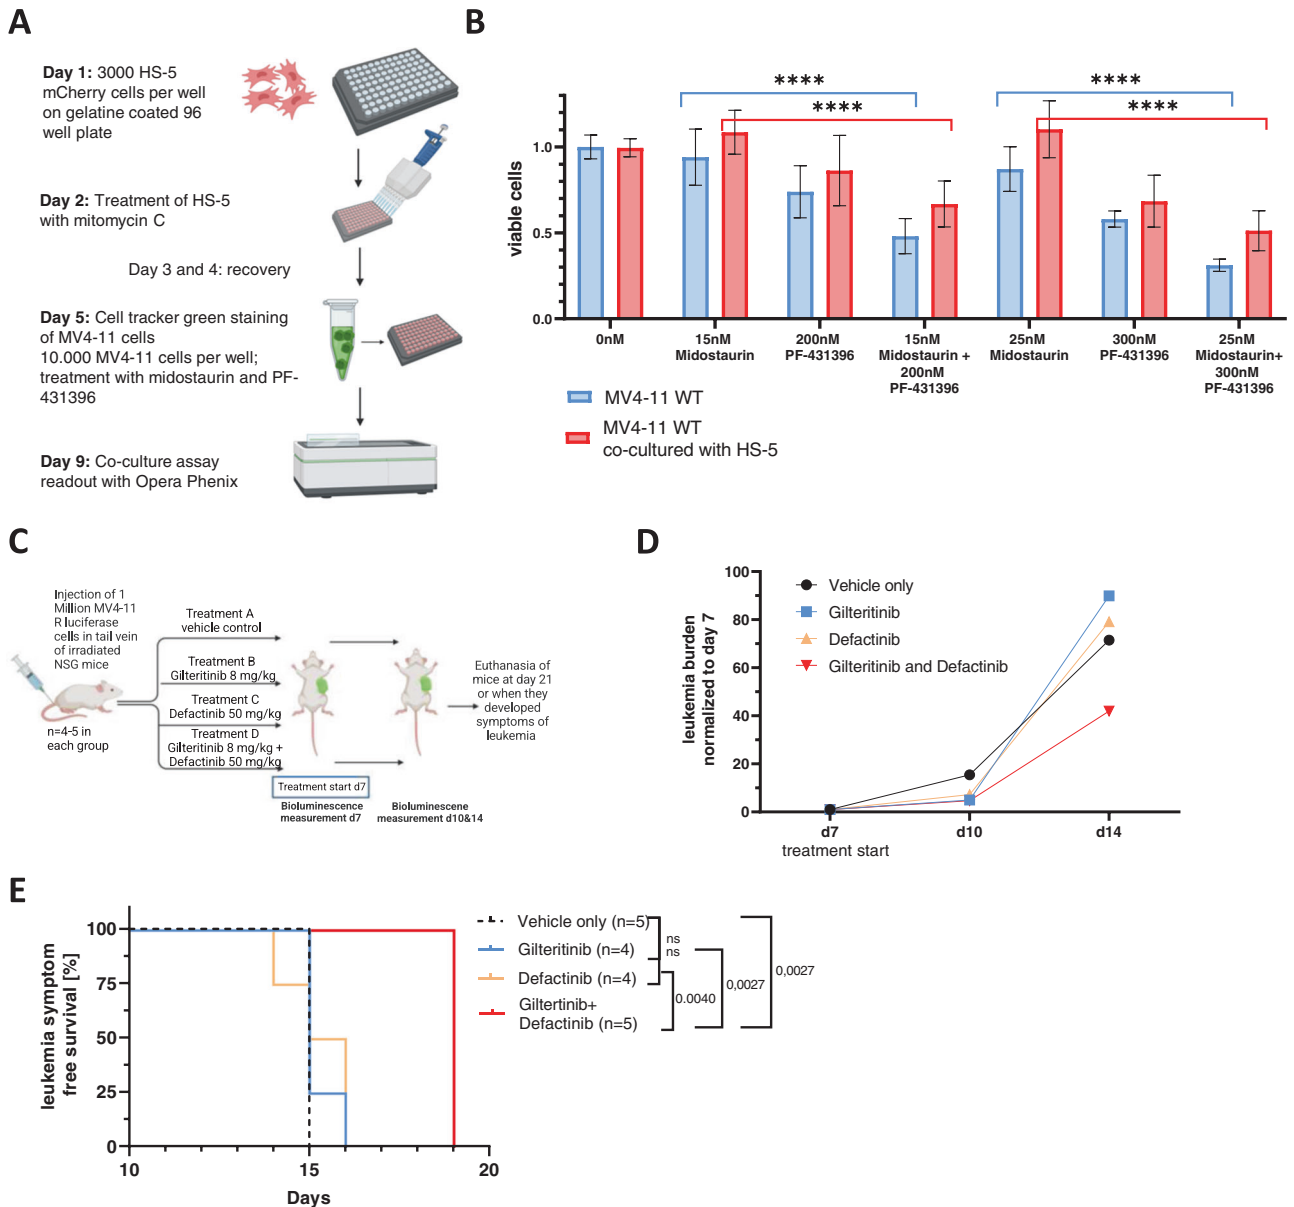 A
Day 1: 3000 HS-5
mCherry cells per well
on gelatine coated 96
well plate
Day 2: Treatment of HS-5
with mitomycin C
Day 3 and 4: recovery
Day 5: Cell tracker green staining
of MV4-11 cells
10.000 MV4-11 cells per well;
treatment with midostaurin and PF-
431396
Day 9: Co-culture assay
readout with Opera Phenix
B
****
****
****
****
viable cells
1.0
0.5
0.0
0nM
15nM
Midostaurin
200nM
PF-431396
15nM
Midostaurin +
200nM
PF-431396
25nM
Midostaurin
300nM
PF-431396
25nM
Midostaurin+
300nM
PF-431396
MV4-11 WT
MV4-11 WT
co-cultured with HS-5
C
Injection of 1
Million MV4-11
R luciferase
cells in tail vein
of irradiated
NSG mice
n=4-5 in
each group
Treatment A
vehicle control
Treatment B
Gilteritinib 8 mg/kg
Treatment C
Defactinib 50 mg/kg
Treatment D
Gilteritinib 8 mg/kg +
Defactinib 50 mg/kg
Treatment start d7
Bioluminescence
measurement d7
Bioluminescene
measurement d10&14
Euthanasia of
mice at day 21
or when they
developed
symptoms of
leukemia
D
leukemia burden
normalized to day 7
100
80
60
40
20
0
Vehicle only
Gilteritinib
Defactinib
Gilteritinib and Defactinib
d7
treatment start
d10
d14
E
leukemia symptom
free survival [%]
100
75
50
25
0
10
15
20
Days
Vehicle only (n=5)
Gilteritinib (n=4)
Defactinib (n=4)
Giltertinib+
Defactinib (n=5)
ns
ns
0.0040
0,0027
0,0027